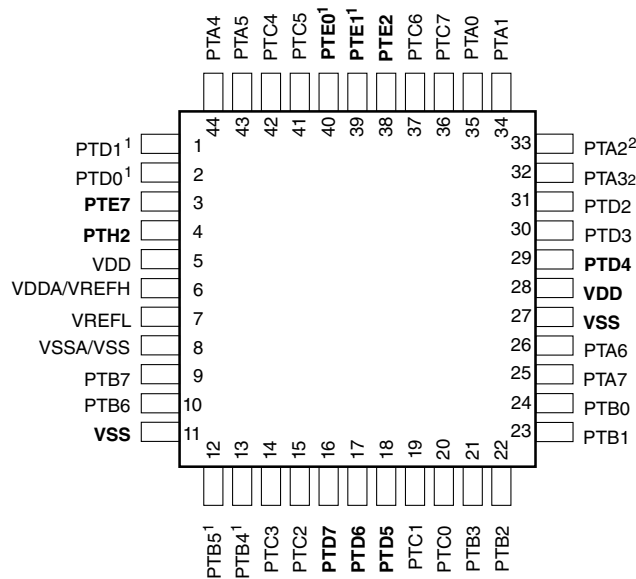 PTA4 PTA5 PTC4 PTC5 PTE0¹ PTE1¹ PTE2 PTC6 PTC7 PTA0 PTA1
44 43 42 41 40 39 38 37 36 35 34
PTD1¹ 1 33 PTA2²
PTD0¹ 2 32 PTA32
PTE7 3 31 PTD2
PTH2 4 30 PTD3
VDD 5 29 PTD4
VDDA/VREFH 6 28 VDD
VREFL 7 27 VSS
VSSA/VSS 8 26 PTA6
PTB7 9 25 PTA7
PTB6 10 24 PTB0
VSS 11 23 PTB1
12 13 14 15 16 17 18 19 20 21 22
PTB5¹ PTB4¹ PTC3 PTC2 PTD7 PTD6 PTD5 PTC1 PTC0 PTB3 PTB2